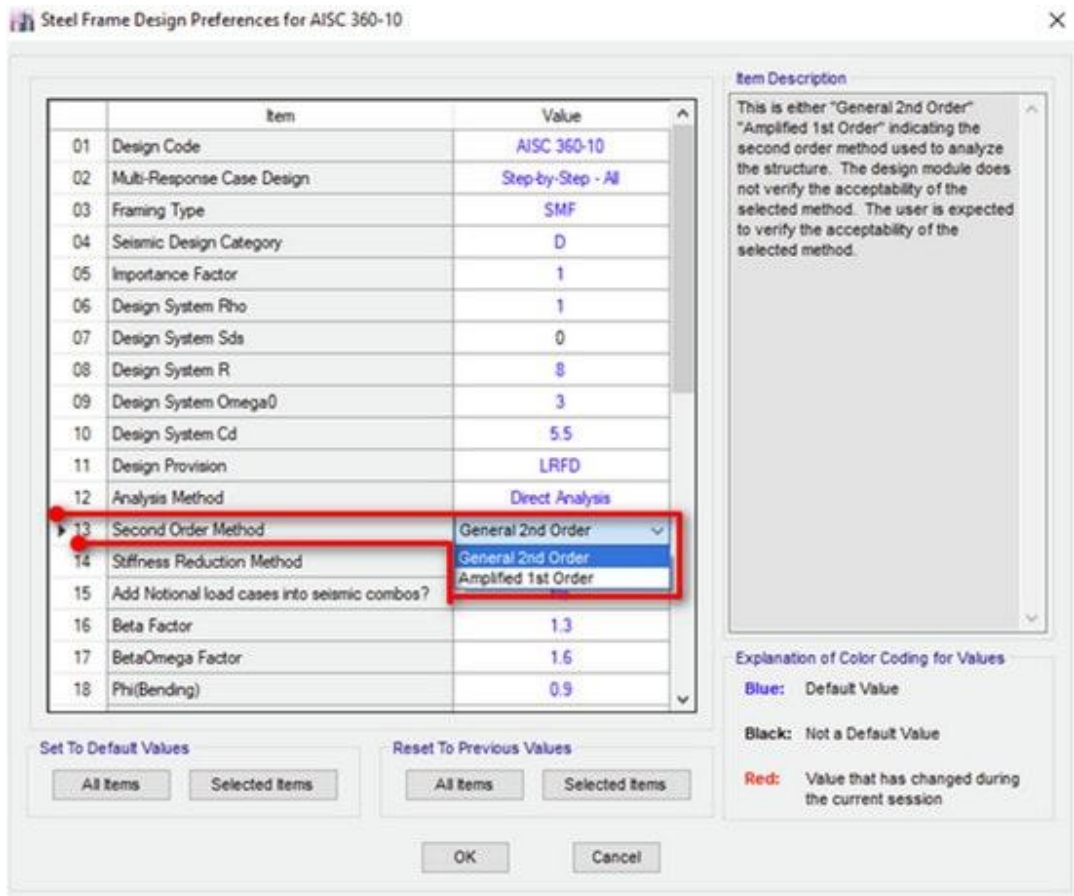 Steel Frame Design Preferences for AISC 360-10
Item Value
01 Design Code AISC 360-10
02 Multi-Response Case Design Step-by-Step - All
03 Framing Type SMF
04 Seismic Design Category D
05 Importance Factor 1
06 Design System Rho 1
07 Design System Sds 0
08 Design System R 8
09 Design System Omega0 3
10 Design System Cd 5.5
11 Design Provision LRFD
12 Analysis Method Direct Analysis
13 Second Order Method General 2nd Order
General 2nd Order
14 Stiffness Reduction Method
Amplified 1st Order
15 Add Notional load cases into seismic combos?
16 Beta Factor 1.3
17 BetaOmega Factor 1.6
18 Phi(Bending) 0.9
Item Description
This is either "General 2nd Order"
"Amplified 1st Order" indicating the
second order method used to analyze
the structure. The design module does
not verify the acceptability of the
selected method. The user is expected
to verify the acceptability of the
selected method.
Explanation of Color Coding for Values
Blue: Default Value
Black: Not a Default Value
Red: Value that has changed during
the current session
Set To Default Values
All Items Selected Items
Reset To Previous Values
All Items Selected Items
OK Cancel